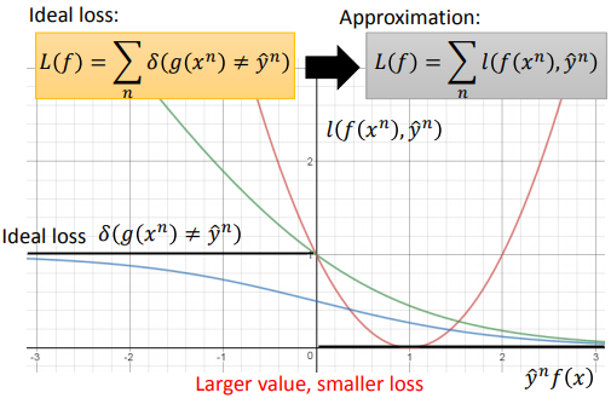 Ideal loss:
Approximation:
L(f) = ∑ₙ δ(g(xⁿ) ≠ ŷⁿ)
L(f) = ∑ₙ l(f(xⁿ), ŷⁿ)
l(f(xⁿ), ŷⁿ)
2
Ideal loss δ(g(xⁿ) ≠ ŷⁿ)
1
-3 -2 -1 0 1 2 3
Larger value, smaller loss
ŷⁿf(x)